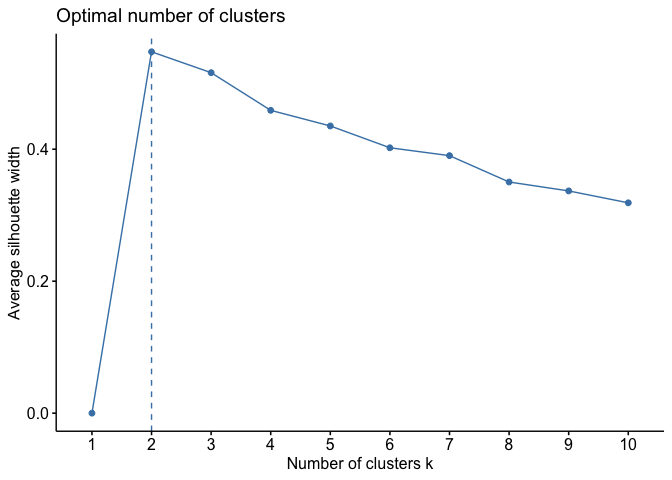 Optimal number of clusters
Average silhouette width
0.4
0.2
0.0
1 2 3 4 5 6 7 8 9 10
Number of clusters k